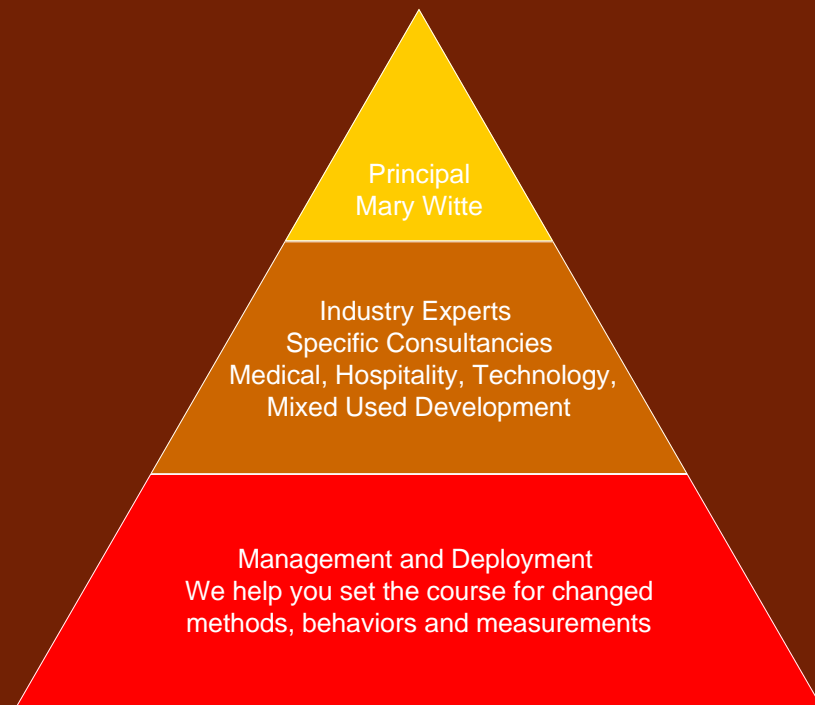 Principal
Mary Witte
Industry Experts
Specific Consultancies
Medical, Hospitality, Technology,
Mixed Used Development
Management and Deployment
We help you set the course for changed
methods, behaviors and measurements